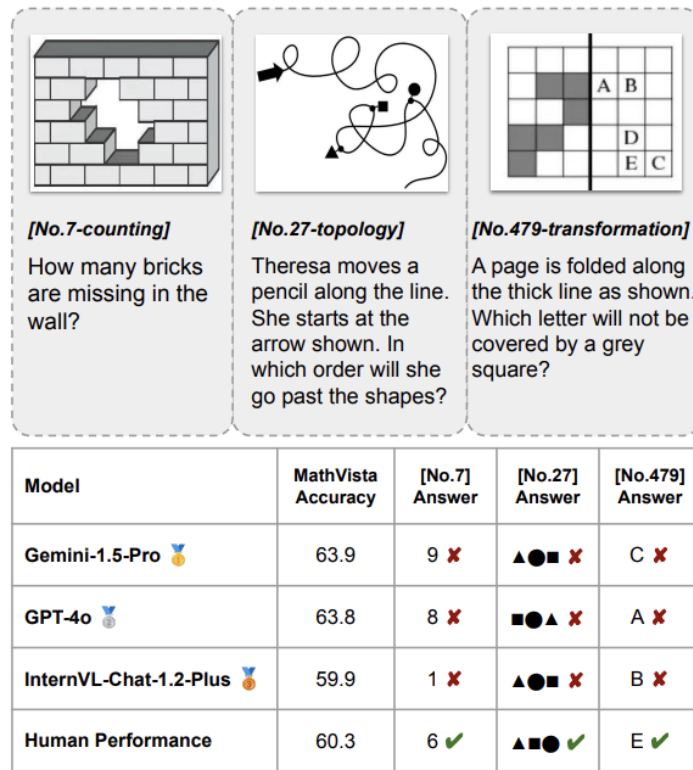 A B
D
E C
[No.7-counting]
How many bricks
are missing in the
wall?
[No.27-topology]
Theresa moves a
pencil along the line.
She starts at the
arrow shown. In
which order will she
go past the shapes?
[No.479-transformation]
A page is folded along
the thick line as shown.
Which letter will not be
covered by a grey
square?
Model MathVista Accuracy [No.7] Answer [No.27] Answer [No.479] Answer
Gemini-1.5-Pro 🥇 63.9 9 ✘ ▲●■ ✘ C ✘
GPT-4o 🥈 63.8 8 ✘ ■●▲ ✘ A ✘
InternVL-Chat-1.2-Plus 🥉 59.9 1 ✘ ▲●■ ✘ B ✘
Human Performance 60.3 6 ✔ ▲■● ✔ E ✔